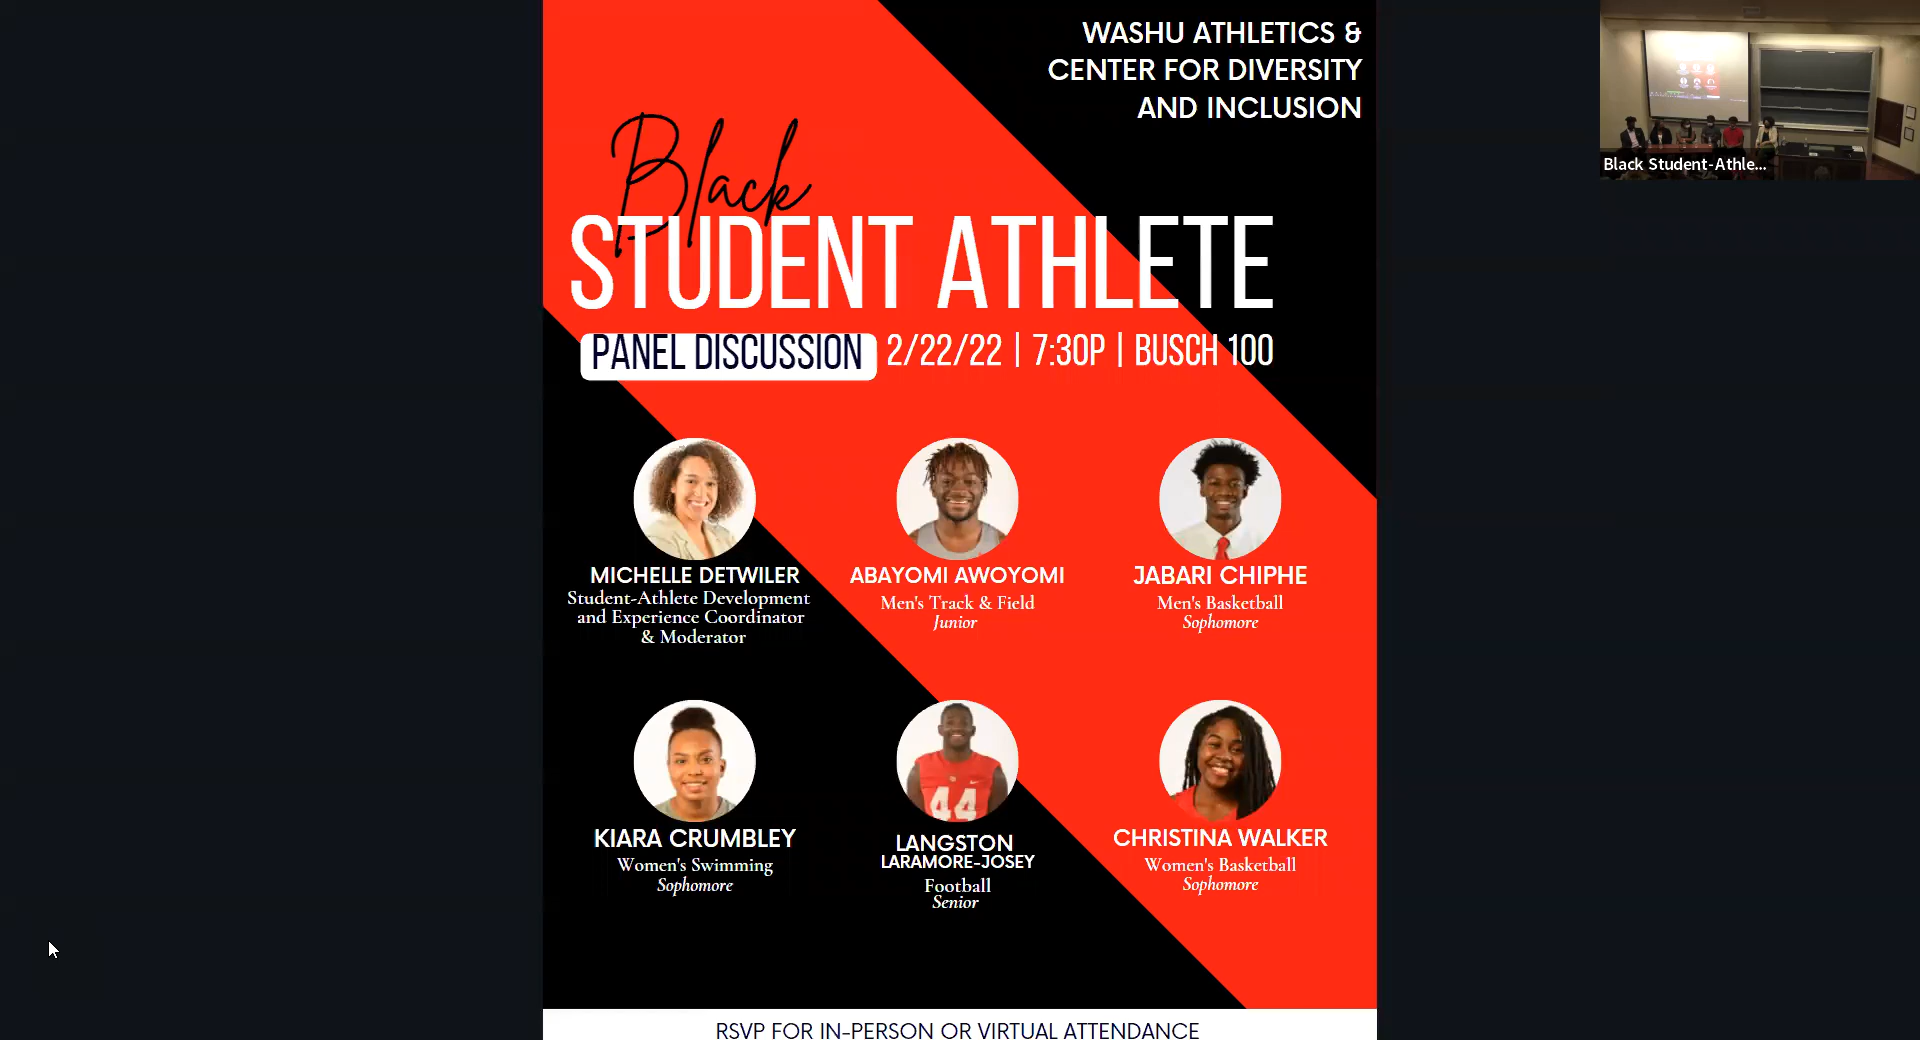 WASHU ATHLETICS &
CENTER FOR DIVERSITY
AND INCLUSION
Black
STUDENT ATHLETE
PANEL DISCUSSION 2/22/22 | 7:30P | BUSCH 100
MICHELLE DETWILER
Student-Athlete Development
and Experience Coordinator
& Moderator
ABAYOMI AWOYOMI
Men's Track & Field
Junior
JABARI CHIPHE
Men's Basketball
Sophomore
KIARA CRUMBLEY
Women's Swimming
Sophomore
44
LANGSTON
LARAMORE-JOSEY
Football
Senior
CHRISTINA WALKER
Women's Basketball
Sophomore
RSVP FOR IN-PERSON OR VIRTUAL ATTENDANCE
Black Student-Athle...